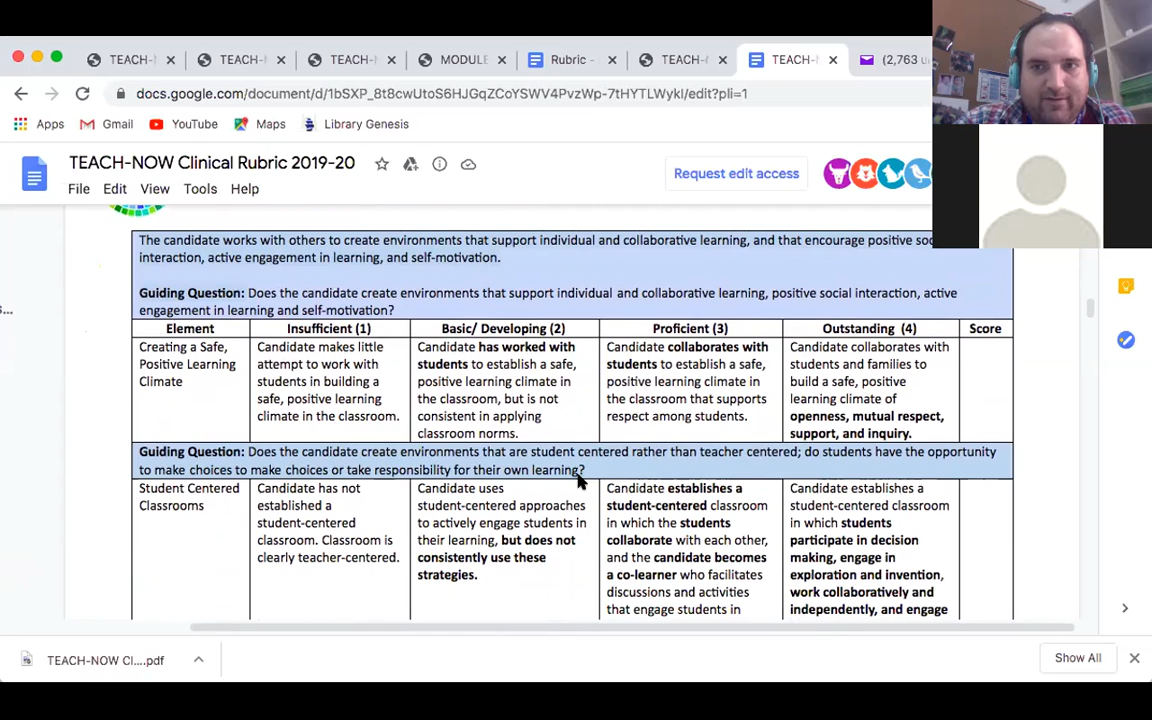 TEACH-
TEACH-
TEACH-
MODULE
Rubric -
TEACH-
TEACH-
(2,763
docs.google.com/document/d/1bSXP_8t8cwUtoS6HJGqZCoYSWV4PvzWp-7tHYTLWykI/edit?pli=1
Apps
Gmail
YouTube
Maps
Library Genesis
TEACH-NOW Clinical Rubric 2019-20
File Edit View Tools Help
Request edit access
The candidate works with others to create environments that support individual and collaborative learning, and that encourage positive
interaction, active engagement in learning, and self-motivation.
Guiding Question: Does the candidate create environments that support individual and collaborative learning, positive social interaction, active
engagement in learning and self-motivation?
Element
Insufficient (1)
Basic/ Developing (2)
Proficient (3)
Outstanding (4)
Score
Creating a Safe,
Positive Learning
Climate
Candidate makes little
attempt to work with
students in building a
safe, positive learning
climate in the classroom.
Candidate has worked with
students to establish a safe,
positive learning climate in
the classroom, but is not
consistent in applying
classroom norms.
Candidate collaborates with
students to establish a safe,
positive learning climate in
the classroom that supports
respect among students.
Candidate collaborates with
students and families to
build a safe, positive
learning climate of
openness, mutual respect,
support, and inquiry.
Guiding Question: Does the candidate create environments that are student centered rather than teacher centered; do students have the opportunity
to make choices to make choices or take responsibility for their own learning?
Student Centered
Classrooms
Candidate has not
established a
student-centered
classroom. Classroom is
clearly teacher-centered.
Candidate uses
student-centered approaches
to actively engage students in
their learning, but does not
consistently use these
strategies.
Candidate establishes a
student-centered classroom
in which the students
collaborate with each other,
and the candidate becomes
a co-learner who facilitates
discussions and activities
that engage students in
Candidate establishes a
student-centered classroom
in which students
participate in decision
making, engage in
exploration and invention,
work collaboratively and
independently, and engage
TEACH-NOW Cl....pdf
Show All